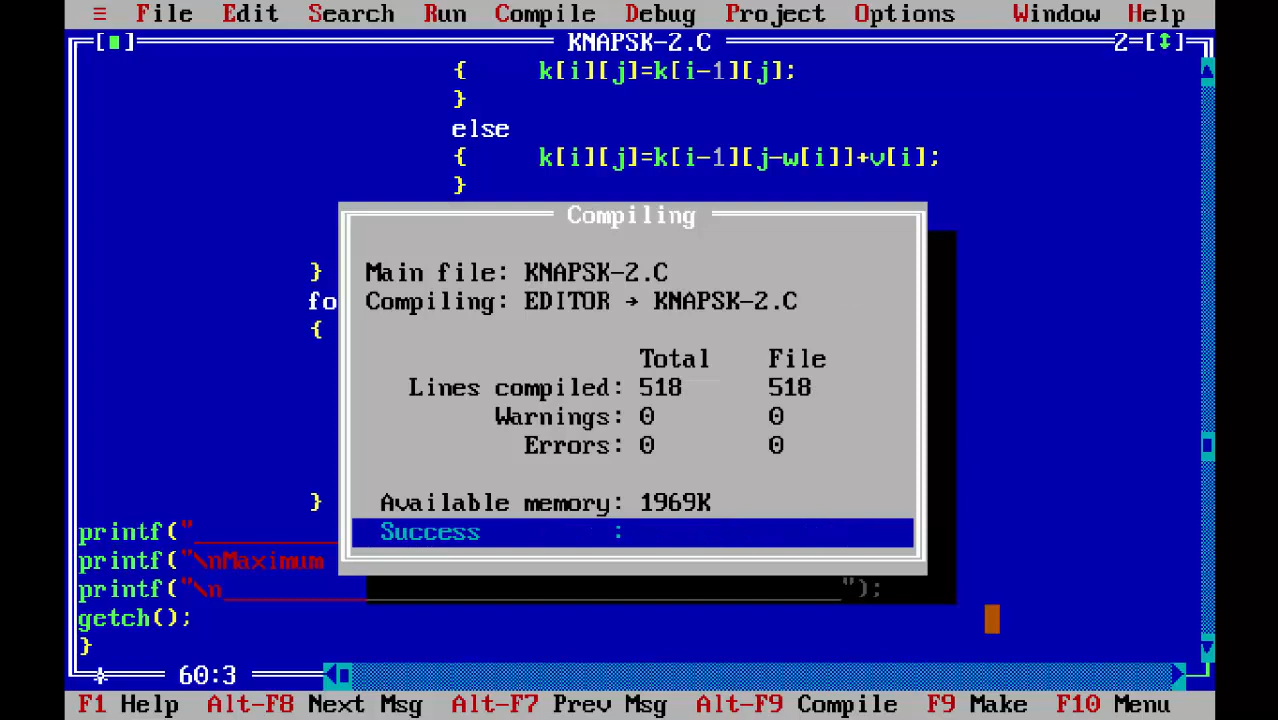 ≡ File Edit Search Run Compile Debug Project Options Window Help
[■] KNAPSK-2.C 2=[↕]
{ k[i][j]=k[i-1][j];
}
else
{ k[i][j]=k[i-1][j-w[i]]+v[i];
}
Compiling
Main file: KNAPSK-2.C
} Compiling: EDITOR → KNAPSK-2.C
fo
{
Total File
Lines compiled: 518 518
Warnings: 0 0
Errors: 0 0
} Available memory: 1969K
Success :
printf("_________________
printf("\nMaximum
printf("\n___________________________________________");
getch();
}
60:3
F1 Help Alt-F8 Next Msg Alt-F7 Prev Msg Alt-F9 Compile F9 Make F10 Menu